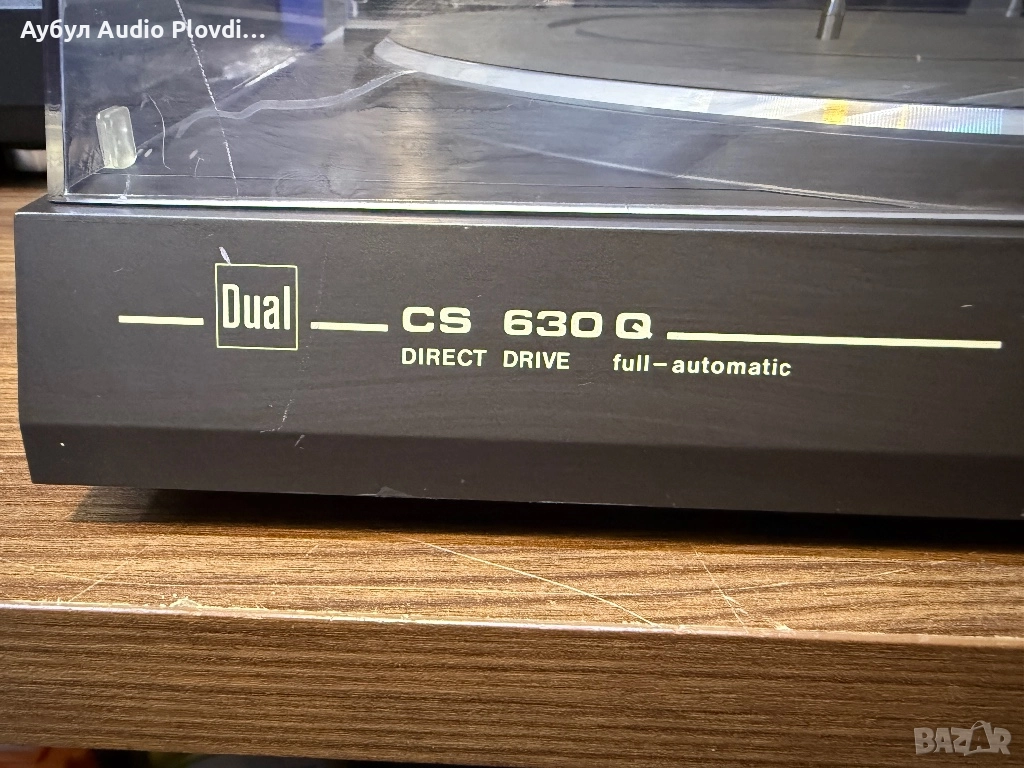 Аубул Audio Plovdi...
Dual
CS 630 Q
DIRECT DRIVE full-automatic
BAZAR